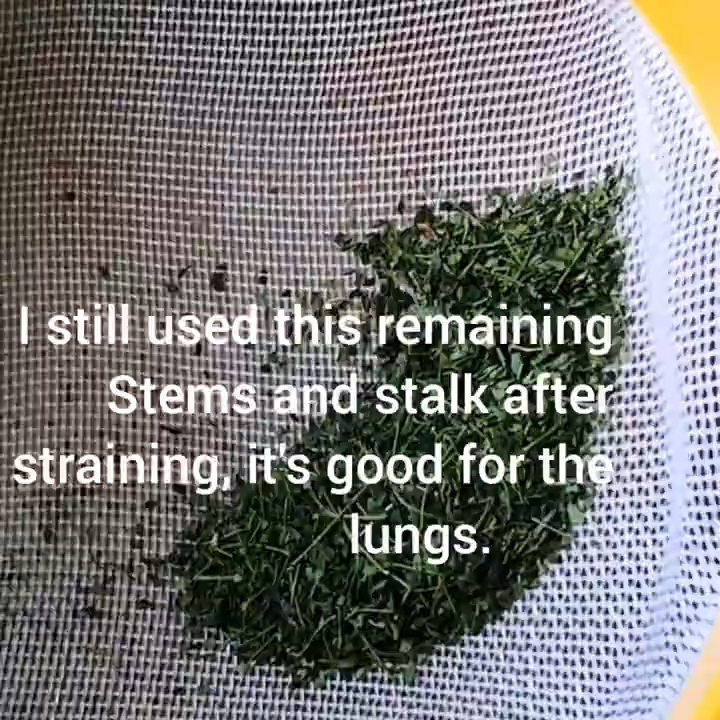 I still used this remaining
Stems and stalk after
straining, it's good for the
lungs.